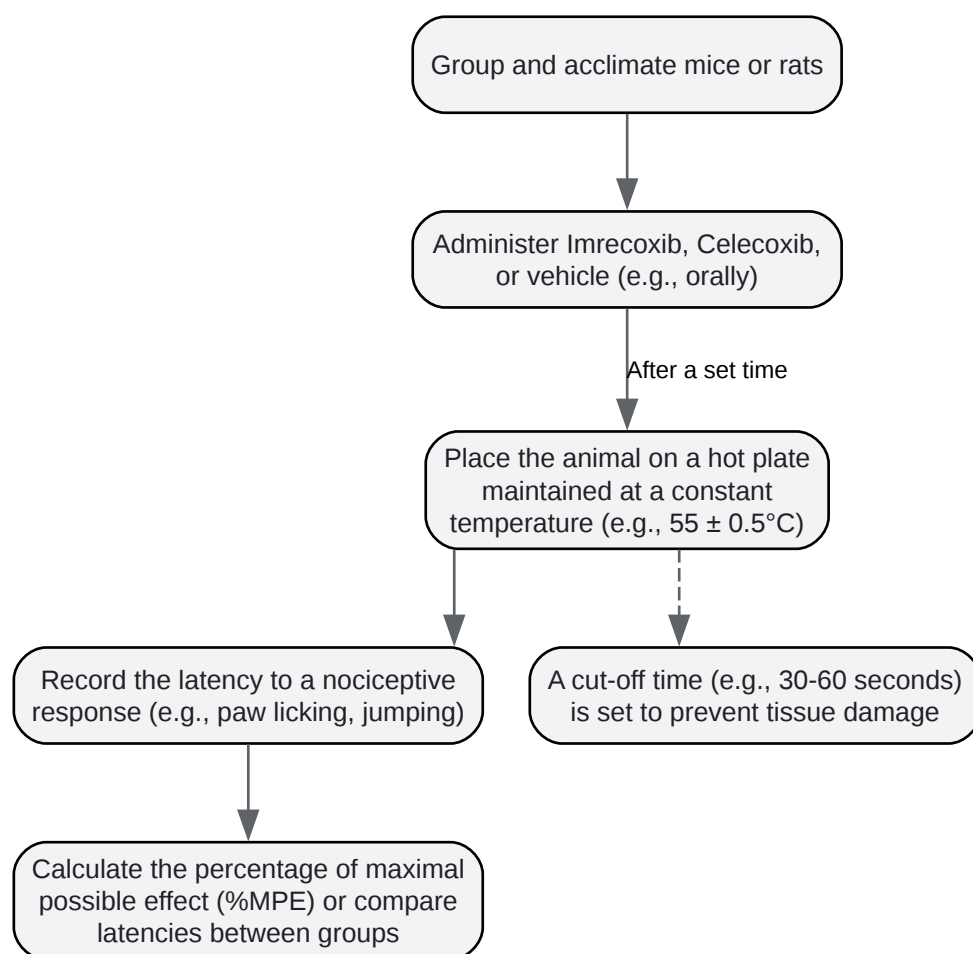 Group and acclimate mice or rats
Administer Imrecoxib, Celecoxib,
or vehicle (e.g., orally)
After a set time
Place the animal on a hot plate
maintained at a constant
temperature (e.g., 55 ± 0.5°C)
Record the latency to a nociceptive
response (e.g., paw licking, jumping)
A cut-off time (e.g., 30-60 seconds)
is set to prevent tissue damage
Calculate the percentage of maximal
possible effect (%MPE) or compare
latencies between groups